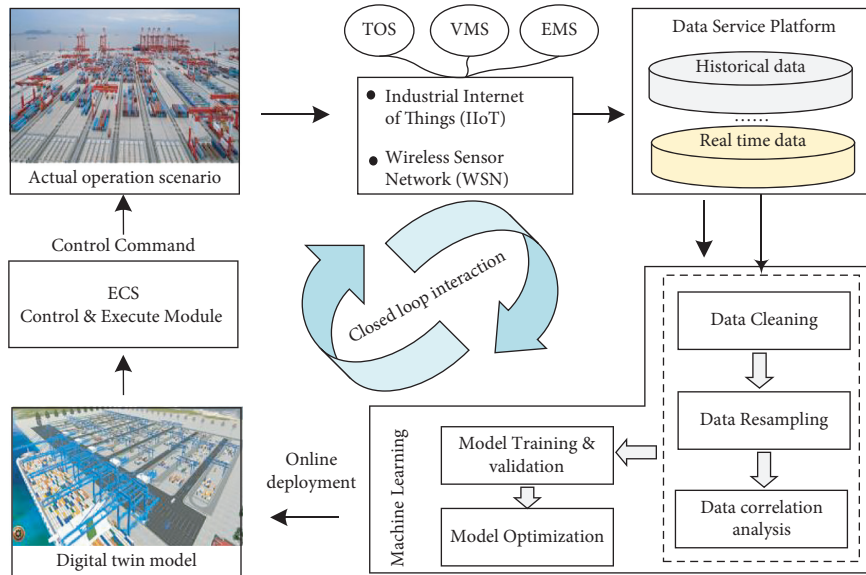 TOS
VMS
EMS
Industrial Internet
of Things (IIoT)
Wireless Sensor
Network (WSN)
Data Service Platform
Historical data
......
Real time data
Actual operation scenario
Control Command
ECS
Control & Execute Module
Closed loop interaction
Data Cleaning
Data Resampling
Data correlation
analysis
Machine Learning
Model Training &
validation
Model Optimization
Online
deployment
Digital twin model